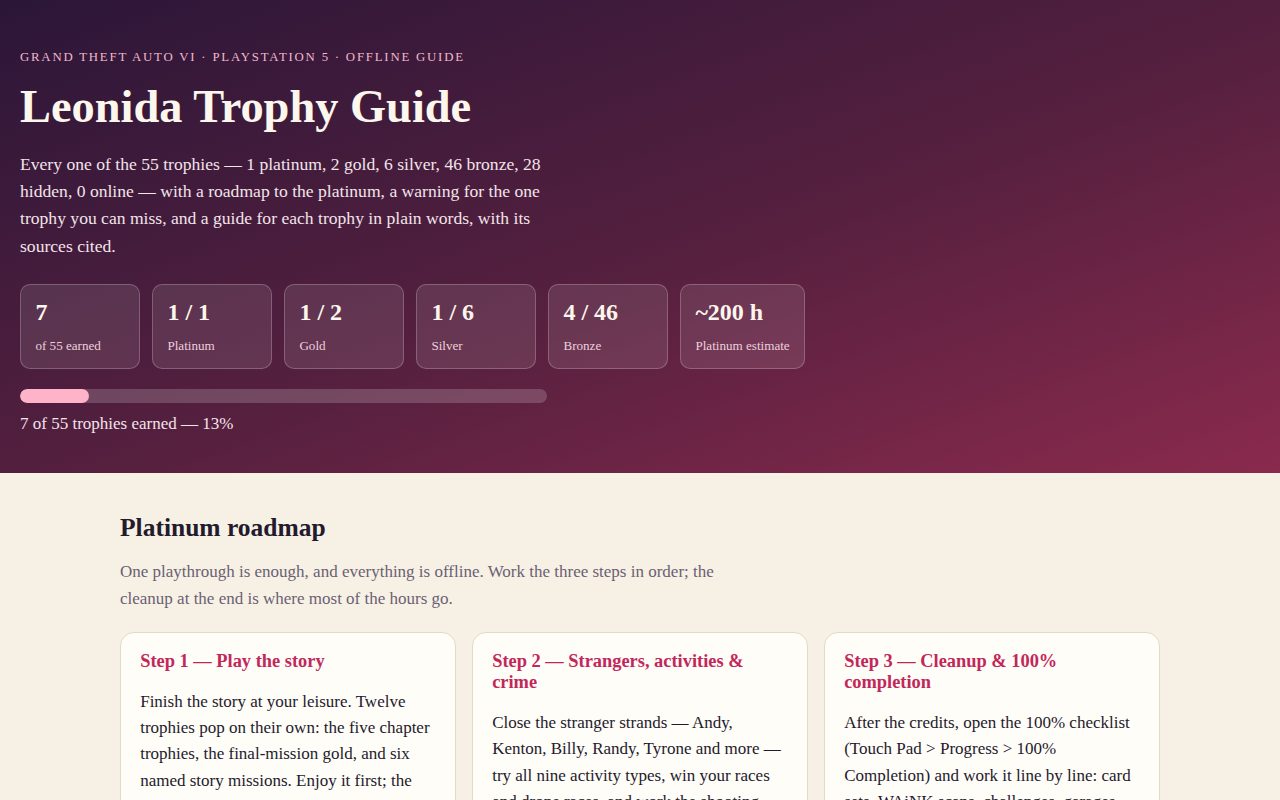 GRAND THEFT AUTO VI · PLAYSTATION 5 · OFFLINE GUIDE
Leonida Trophy Guide
Every one of the 55 trophies — 1 platinum, 2 gold, 6 silver, 46 bronze, 28
hidden, 0 online — with a roadmap to the platinum, a warning for the one
trophy you can miss, and a guide for each trophy in plain words, with its
sources cited.
7
of 55 earned
1 / 1
Platinum
1 / 2
Gold
1 / 6
Silver
4 / 46
Bronze
~200 h
Platinum estimate
7 of 55 trophies earned — 13%
Platinum roadmap
One playthrough is enough, and everything is offline. Work the three steps in order; the
cleanup at the end is where most of the hours go.
Step 1 — Play the story
Finish the story at your leisure. Twelve
trophies pop on their own: the five chapter
trophies, the final-mission gold, and six
named story missions. Enjoy it first; the
Step 2 — Strangers, activities &
crime
Close the stranger strands — Andy,
Kenton, Billy, Randy, Tyrone and more —
try all nine activity types, win your races
and drone races, and work the shooting
Step 3 — Cleanup & 100%
completion
After the credits, open the 100% checklist
(Touch Pad > Progress > 100%
Completion) and work it line by line: card